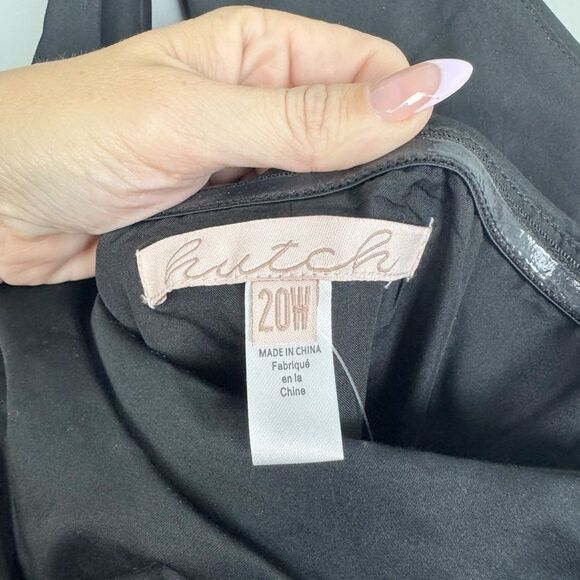 hutch
20W
MADE IN CHINA
Fabriqué
en la
Chine